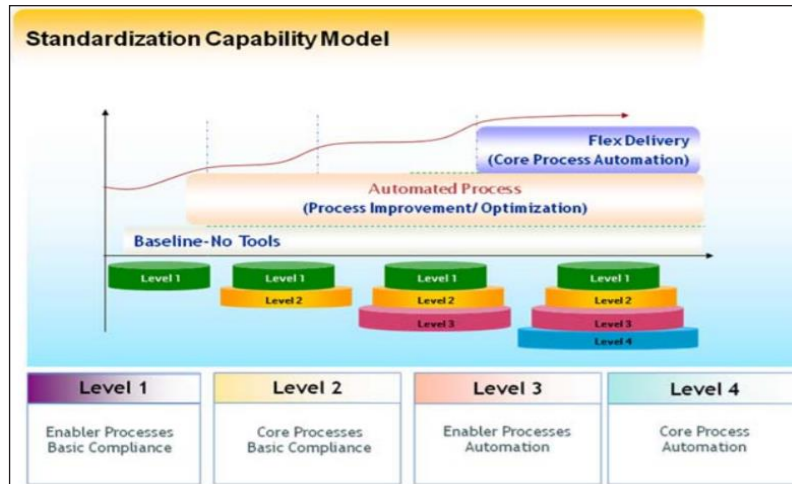 Standardization Capability Model
Flex Delivery
(Core Process Automation)
Automated Process
(Process Improvement/ Optimization)
Baseline-No Tools
Level 1
Level 1
Level 2
Level 1
Level 2
Level 3
Level 1
Level 2
Level 3
Level 4
Level 1
Enabler Processes
Basic Compliance
Level 2
Core Processes
Basic Compliance
Level 3
Enabler Processes
Automation
Level 4
Core Process
Automation